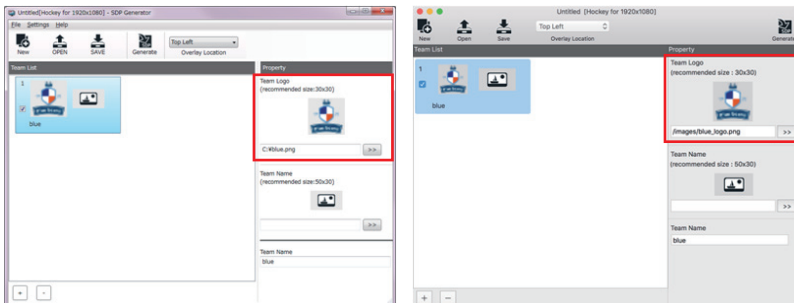 Untitled[Hockey for 1920x1080] - SDP Generator
File Settings Help
New OPEN SAVE Generate
Top Left
Overlay Location
Team List
Property
1
blue
Team Logo
(recommended size:30x30)
C:¥blue.png
>>
Team Name
(recommended size:50x30)
>>
Team Name
blue
+ -
Untitled [Hockey for 1920x1080]
New Open Save
Top Left
Overlay Location
Generate
Team List
Property
1
blue
Team Logo
(recommended size : 30x30)
/images/blue_logo.png
>>
Team Name
(recommended size : 50x30)
>>
Team Name
blue
+ -